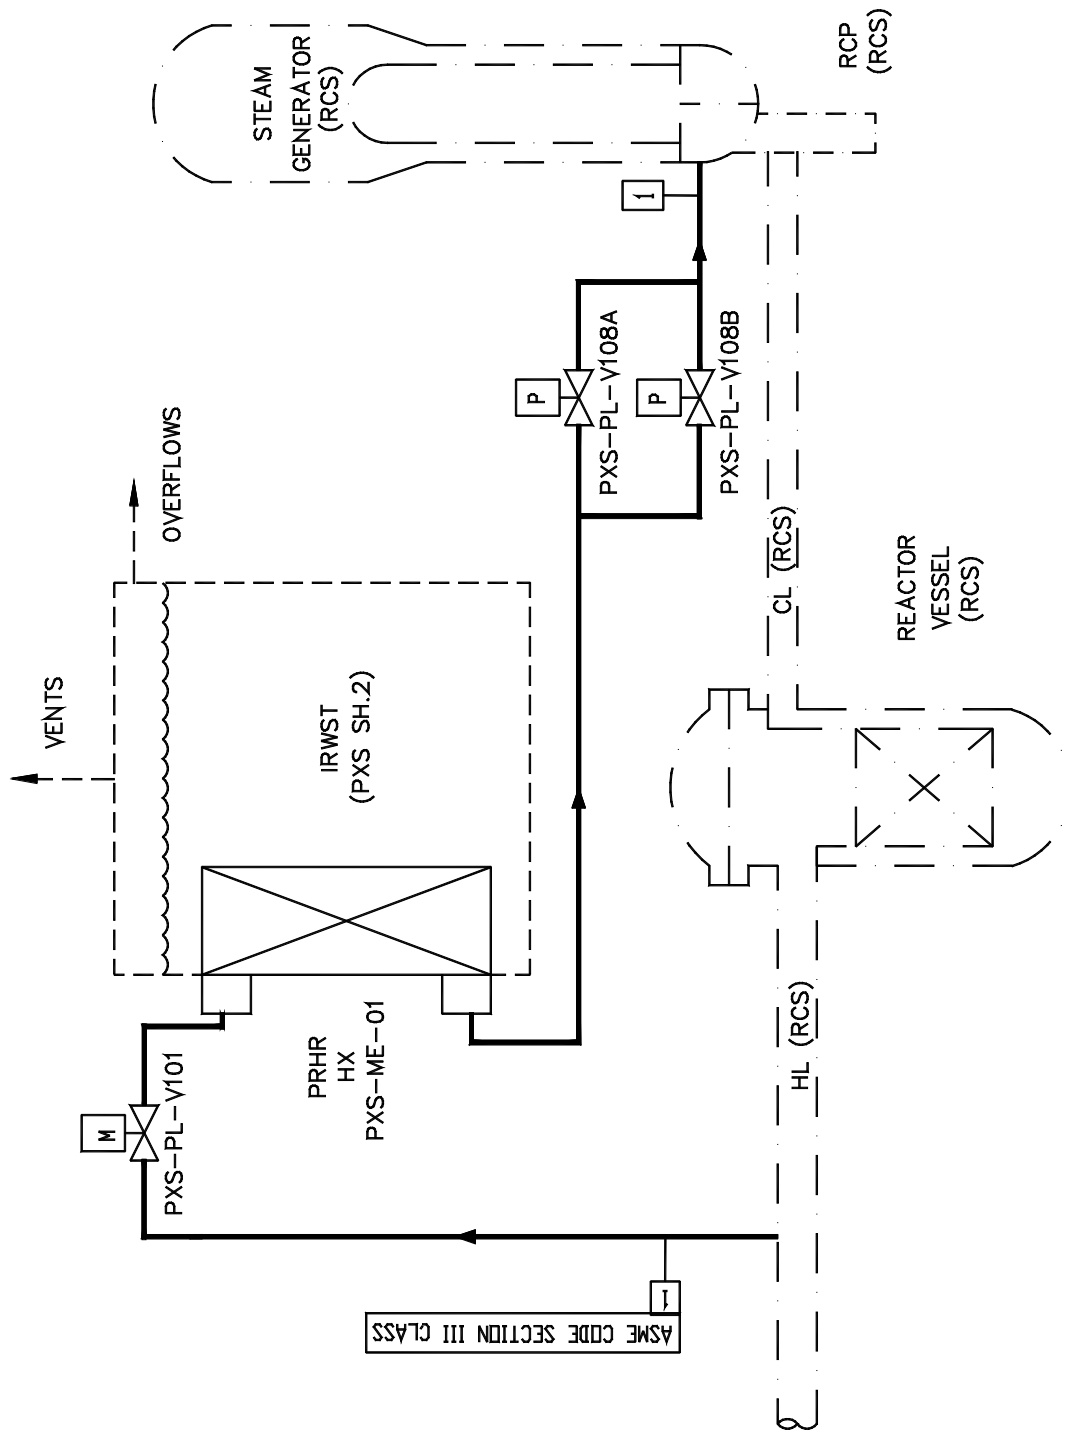 VENTS
OVERFLOWS
IRWST
(PXS SH.2)
STEAM
GENERATOR
(RCS)
RCP
(RCS)
1
P
PXS-PL-V108A
P
PXS-PL-V108B
CL (RCS)
REACTOR
VESSEL
(RCS)
HL (RCS)
PRHR
HX
PXS-ME-01
M
PXS-PL-V101
ASME CODE SECTION III CLASS
1